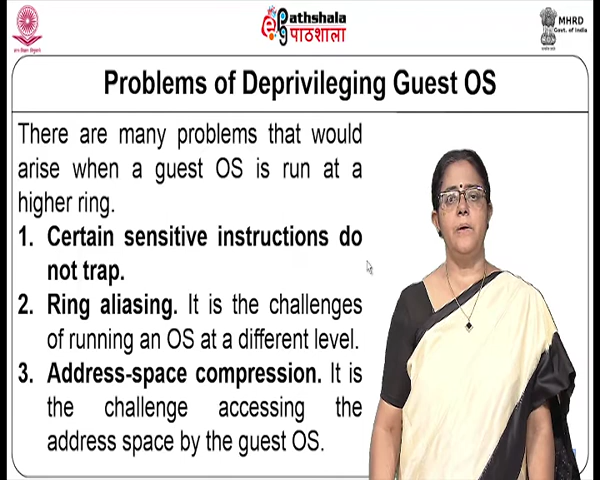 athshala
पाठशाला
MHRD
Govt. of India
Problems of Deprivileging Guest OS
There are many problems that would
arise when a guest OS is run at a
higher ring.
1. Certain sensitive instructions do
not trap.
2. Ring aliasing. It is the challenges
of running an OS at a different level.
3. Address-space compression. It is
the challenge accessing the
address space by the guest OS.